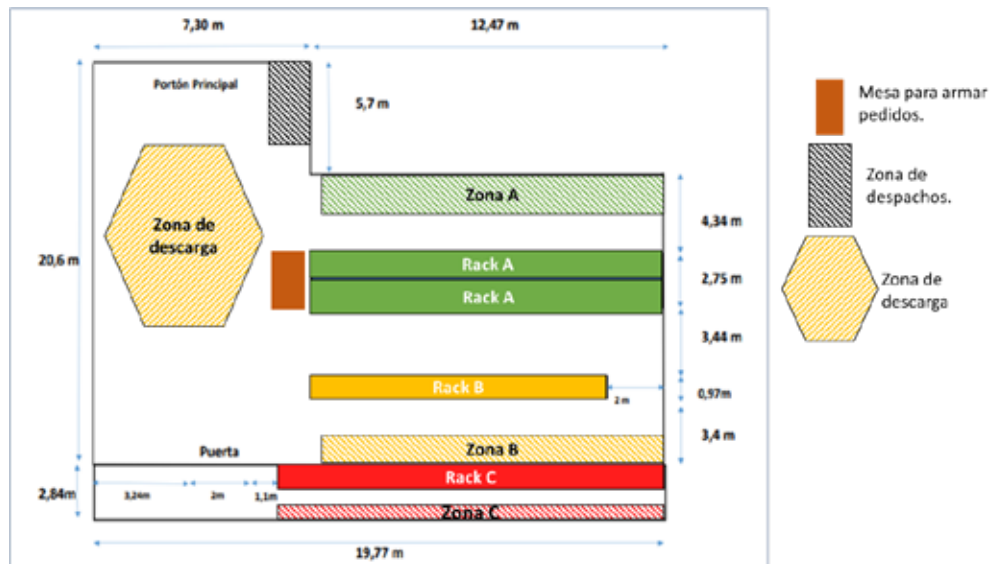 7,30 m
12,47 m
Portón Principal
5,7 m
Mesa para armar
pedidos.
Zona A
Zona de
despachos.
Zona de
descarga
4,34 m
20,6 m
Rack A
2,75 m
Zona de
descarga
Rack A
3,44 m
Rack B
2 m
0,97m
3,4 m
Puerta
Zona B
Rack C
2,84m
3,24m
2m
1,1m
Zona C
19,77 m